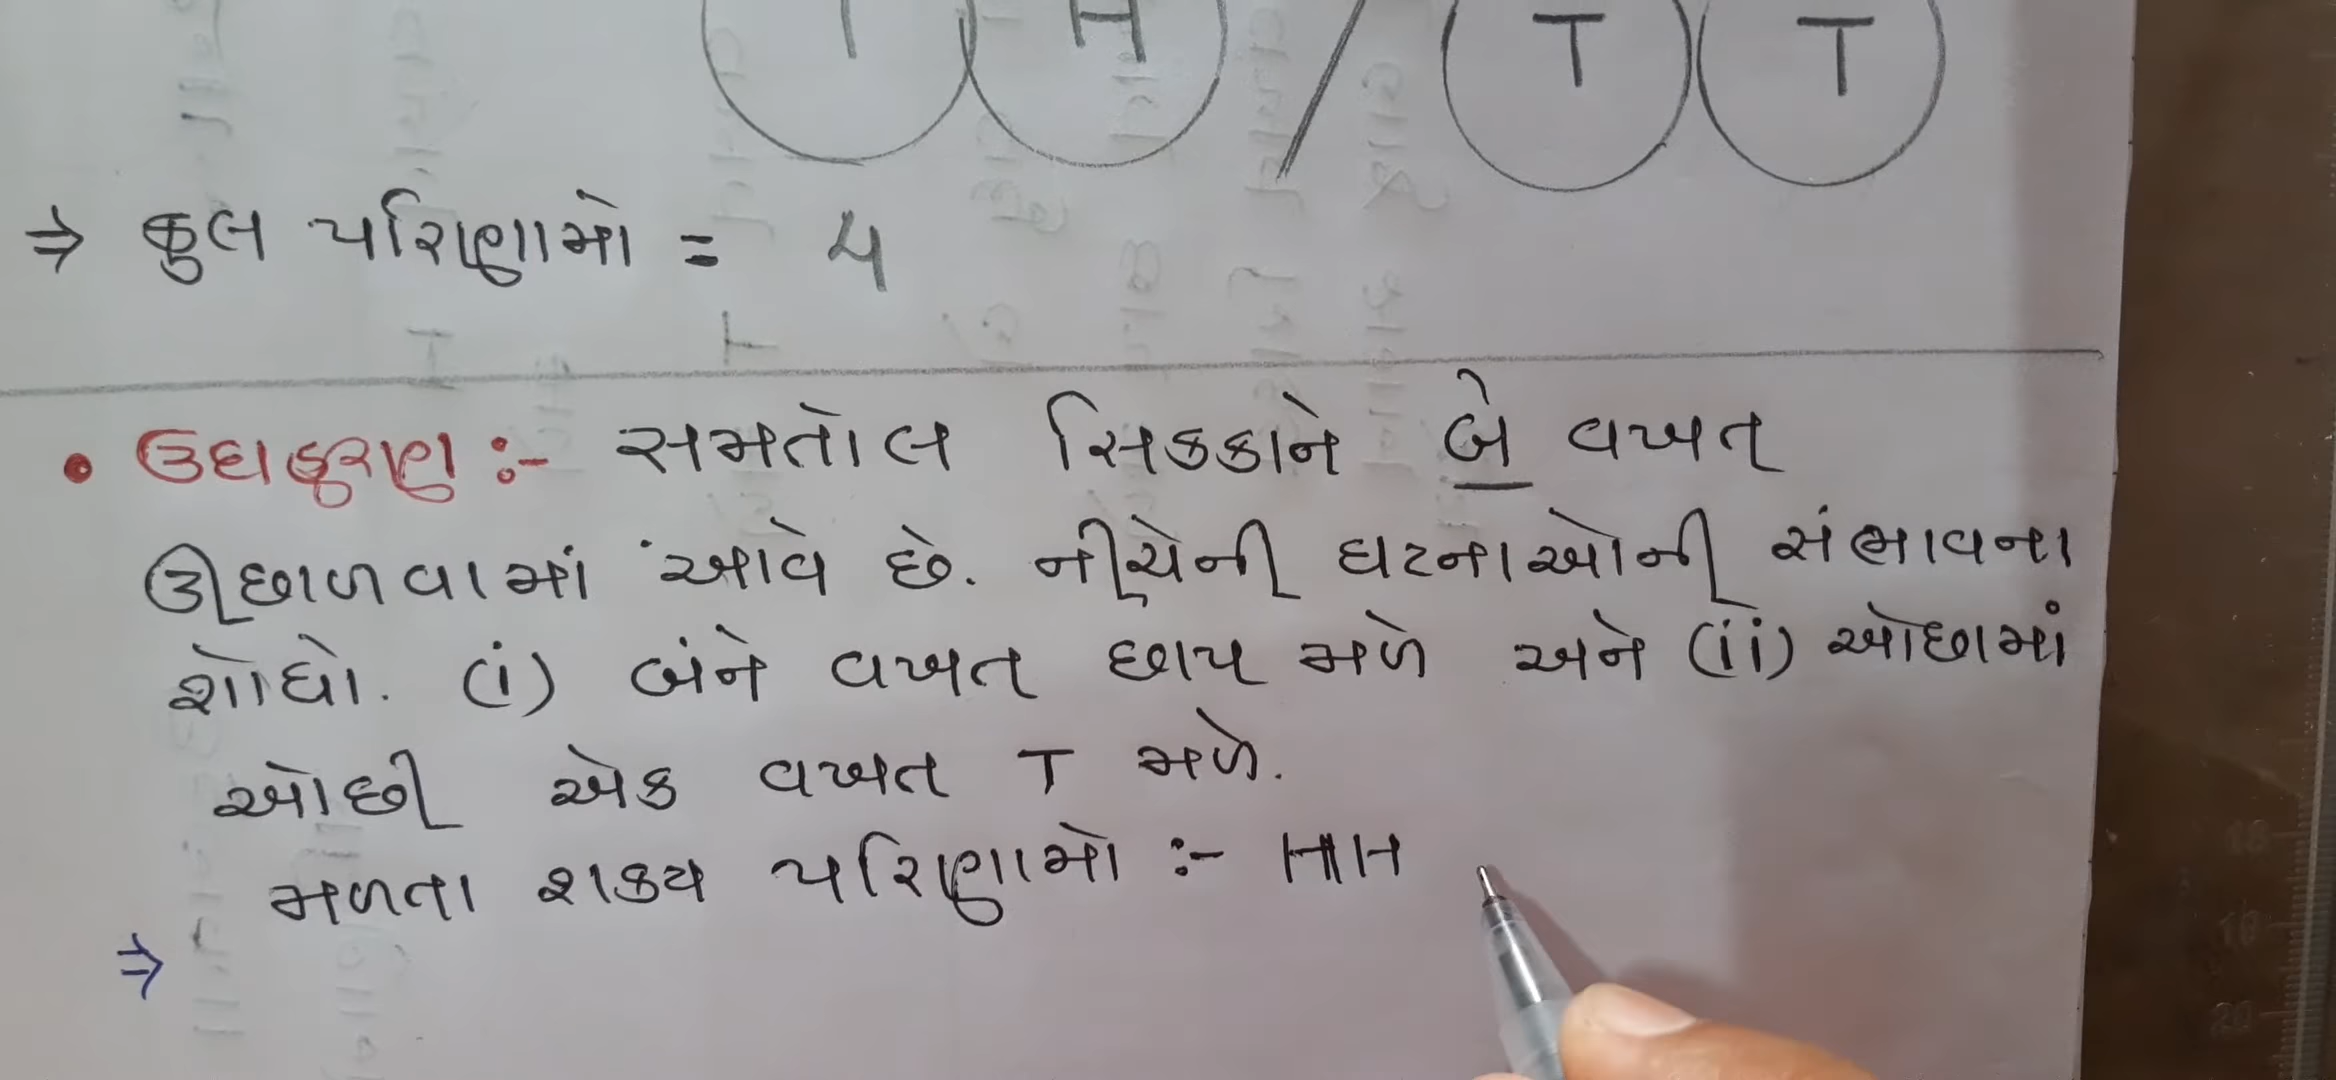 T H / T T
⇒ કુલ પરિણામો = 4
• ઉદાહરણ :- સમતોલ સિક્કાને બે વખત
ઊછાળવામાં આવે છે. નીચેની ઘટનાઓની સંભાવના
શોધો. (i) બંને વખત છાપ મળે અને (ii) ઓછામાં
ઓછી એક વખત T મળે.
મળતા શક્ય પરિણામો :- HH
⇒